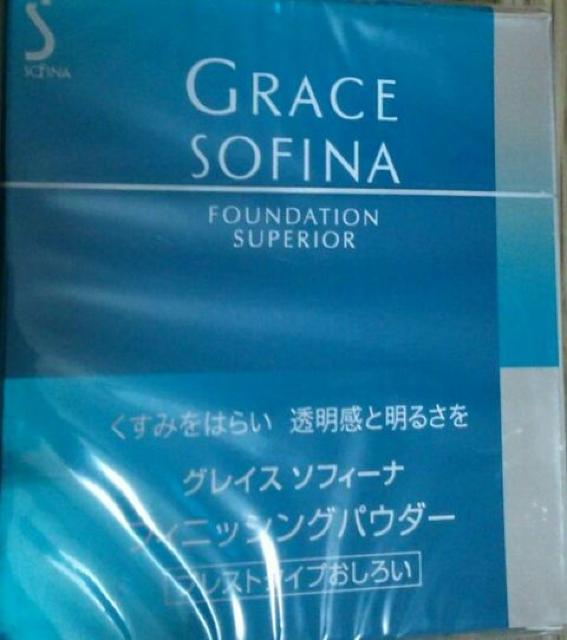 S
SOFINA
GRACE
SOFINA
FOUNDATION
SUPERIOR
くすみをはらい 透明感と明るさを
グレイス ソフィーナ
フィニッシングパウダー
プレストタイプおしろい